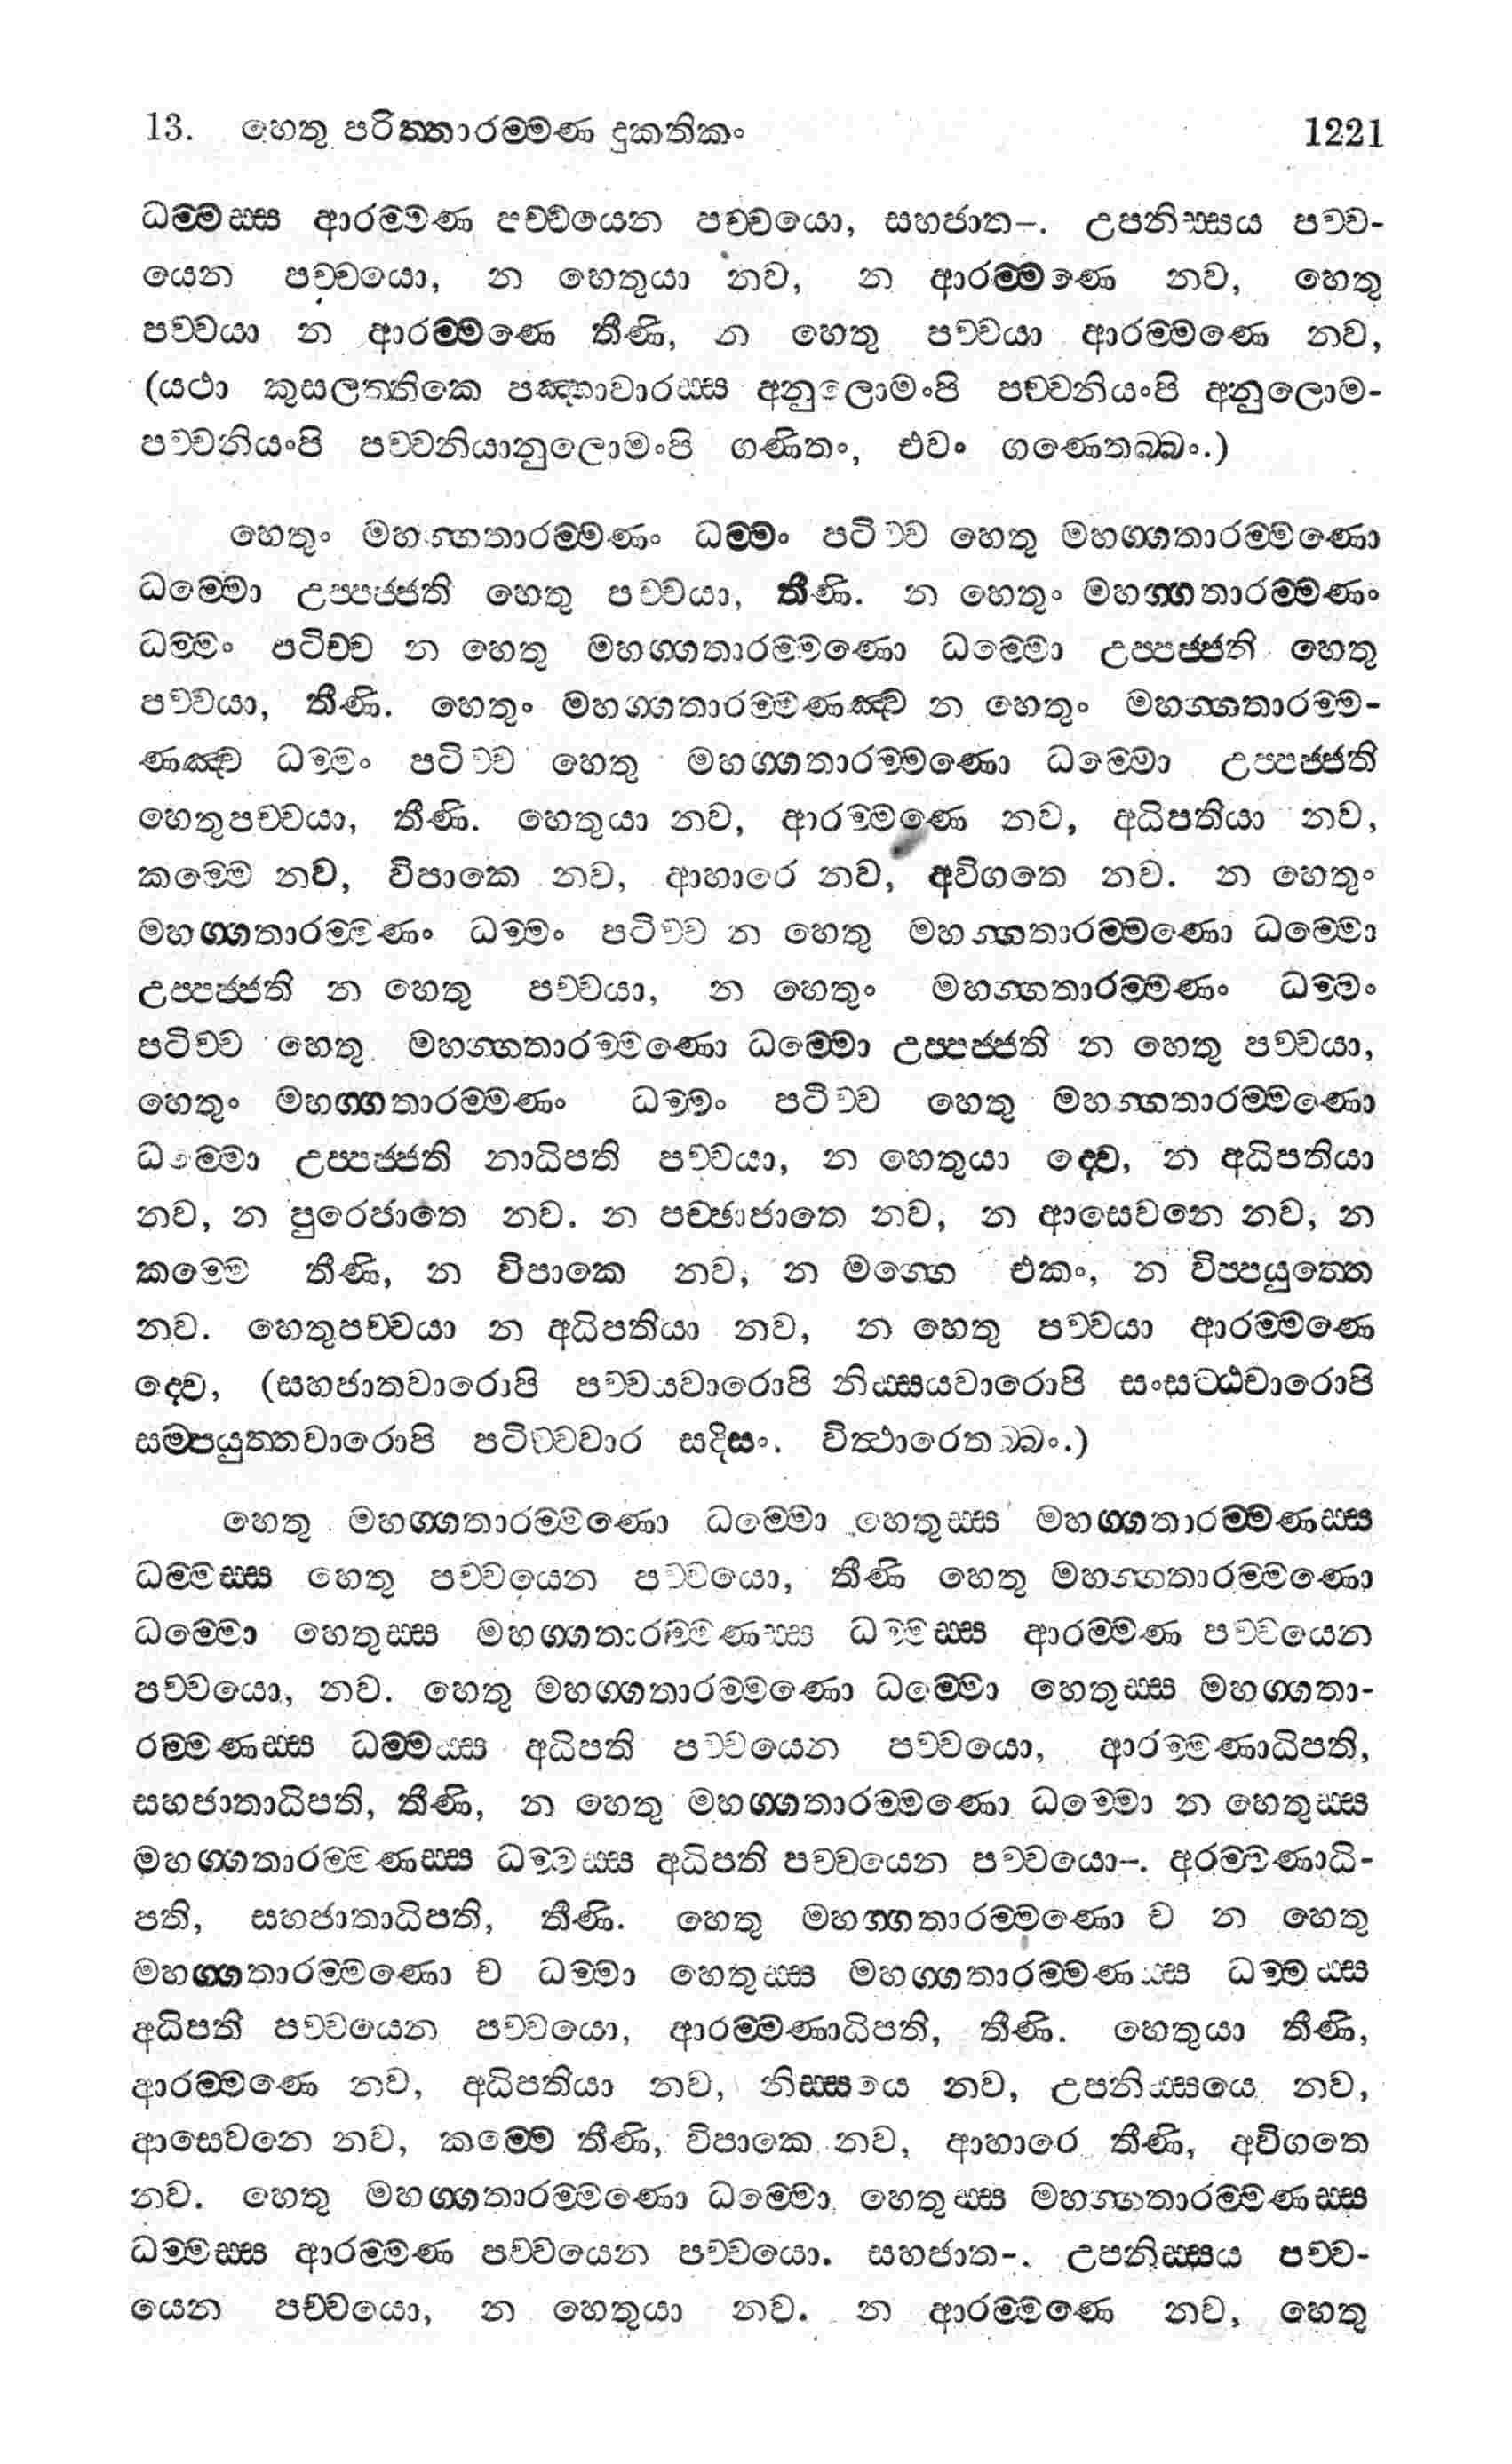 13. හෙතු පරිත්තාරම්මණ දුකතිකං 1221
ධම්මස්ස ආරම්මණ පච්චයෙන පච්චයො, සහජාත–. උපනිස්සය පච්ච-
යෙන පච්චයො, න හෙතුයා නව, න ආරම්මණෙ නව, හෙතු
පච්චයා න ආරම්මණෙ තීණි, න හෙතු පච්චයා ආරම්මණෙ නව,
(යථා කුසලත්තිකෙ පඤ්හාවාරස්ස අනුලොමංපි පච්චනියංපි අනුලොම-
පච්චනියංපි පච්චනියානුලොමංපි ගණිතං, එවං ගණෙතබ්බං.)
හෙතුං මහග්ගතාරම්මණං ධම්මං පටිච්ච හෙතු මහග්ගතාරම්මණො
ධම්මො උප්පජ්ජති හෙතු පච්චයා, තීණි. න හෙතුං මහග්ගතාරම්මණං
ධම්මං පටිච්ච න හෙතු මහග්ගතාරම්මණො ධම්මො උප්පජ්ජති හෙතු
පච්චයා, තීණි. හෙතුං මහග්ගතාරම්මණඤ්ච න හෙතුං මහග්ගතාරම්ම-
ණඤ්ච ධම්මං පටිච්ච හෙතු මහග්ගතාරම්මණො ධම්මො උප්පජ්ජති
හෙතුපච්චයා, තීණි. හෙතුයා නව, ආරම්මණෙ නව, අධිපතියා නව,
කම්මෙ නව, විපාකෙ නව, ආහාරෙ නව, අවිගතෙ නව. න හෙතුං
මහග්ගතාරම්මණං ධම්මං පටිච්ච න හෙතු මහග්ගතාරම්මණො ධම්මො
උප්පජ්ජති න හෙතු පච්චයා, න හෙතුං මහග්ගතාරම්මණං ධම්මං
පටිච්ච හෙතු මහග්ගතාරම්මණො ධම්මො උප්පජ්ජති න හෙතු පච්චයා,
හෙතුං මහග්ගතාරම්මණං ධම්මං පටිච්ච හෙතු මහග්ගතාරම්මණො
ධම්මො උප්පජ්ජති නාධිපති පච්චයා, න හෙතුයා ද්වෙ, න අධිපතියා
නව, න පුරෙජාතෙ නව. න පච්ඡාජාතෙ නව, න ආසෙවනෙ නව, න
කම්මෙ තීණි, න විපාකෙ නව, න මග්ගෙ එකං, න විප්පයුත්තෙ
නව. හෙතුපච්චයා න අධිපතියා නව, න හෙතු පච්චයා ආරම්මණෙ
ද්වෙ, (සහජාතවාරොපි පච්චයවාරොපි නිස්සයවාරොපි සංසට්ඨවාරොපි
සම්පයුත්තවාරොපි පටිච්චවාර සදිසං. විත්ථාරෙතබ්බං.)
හෙතු මහග්ගතාරම්මණො ධම්මො හෙතුස්ස මහග්ගතාරම්මණස්ස
ධම්මස්ස හෙතු පච්චයෙන පච්චයො, තීණි හෙතු මහග්ගතාරම්මණො
ධම්මො හෙතුස්ස මහග්ගතාරම්මණස්ස ධම්මස්ස ආරම්මණ පච්චයෙන
පච්චයො, නව. හෙතු මහග්ගතාරම්මණො ධම්මො හෙතුස්ස මහග්ගතා-
රම්මණස්ස ධම්මස්ස අධිපති පච්චයෙන පච්චයො, ආරම්මණාධිපති,
සහජාතාධිපති, තීණි, න හෙතු මහග්ගතාරම්මණො ධම්මො න හෙතුස්ස
මහග්ගතාරම්මණස්ස ධම්මස්ස අධිපති පච්චයෙන පච්චයො–. අරම්මණාධි-
පති, සහජාතාධිපති, තීණි. හෙතු මහග්ගතාරම්මණො ච න හෙතු
මහග්ගතාරම්මණො ච ධම්මා හෙතුස්ස මහග්ගතාරම්මණස්ස ධම්මස්ස
අධිපති පච්චයෙන පච්චයො, ආරම්මණාධිපති, තීණි. හෙතුයා තීණි,
ආරම්මණෙ නව, අධිපතියා නව, නිස්සයෙ නව, උපනිස්සයෙ නව,
ආසෙවනෙ නව, කම්මෙ තීණි, විපාකෙ නව, ආහාරෙ තීණි, අවිගතෙ
නව. හෙතු මහග්ගතාරම්මණො ධම්මො හෙතුස්ස මහග්ගතාරම්මණස්ස
ධම්මස්ස ආරම්මණ පච්චයෙන පච්චයො. සහජාත-. උපනිස්සය පච්ච-
යෙන පච්චයො, න හෙතුයා නව. න ආරම්මණෙ නව, හෙතු